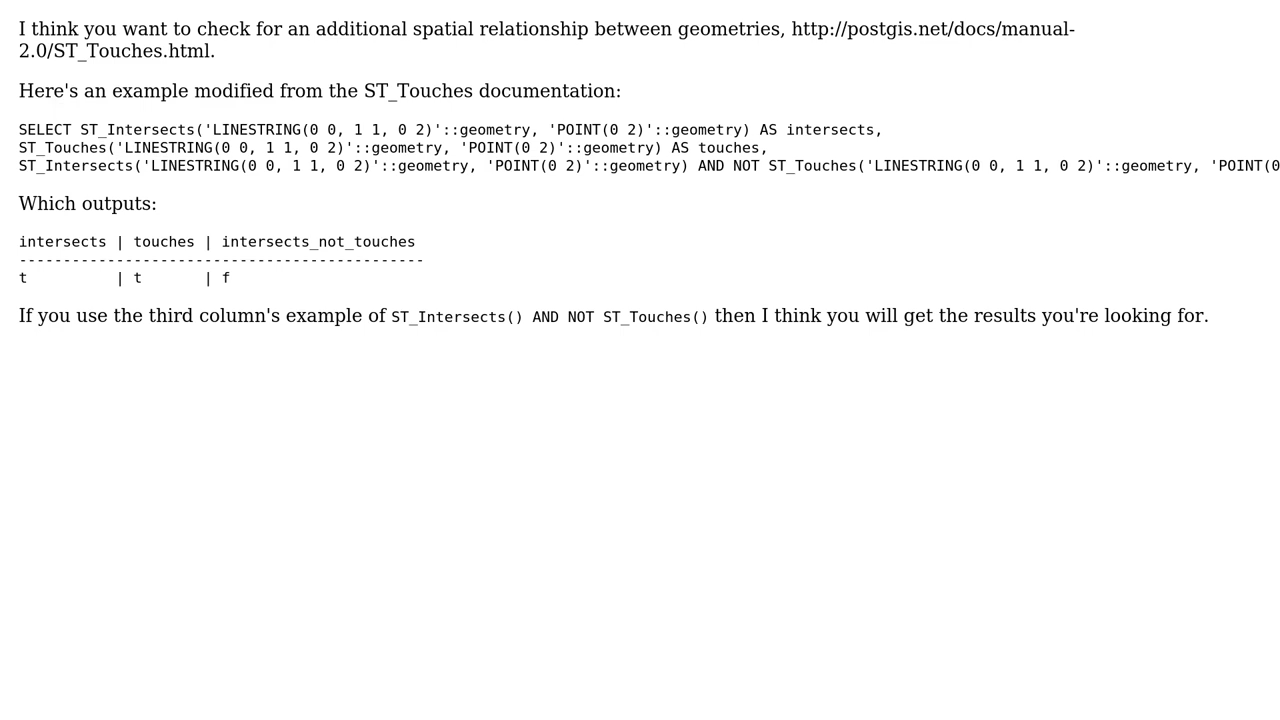 I think you want to check for an additional spatial relationship between geometries, http://postgis.net/docs/manual-
2.0/ST_Touches.html.
Here's an example modified from the ST_Touches documentation:
SELECT ST_Intersects('LINESTRING(0 0, 1 1, 0 2)'::geometry, 'POINT(0 2)'::geometry) AS intersects,
ST_Touches('LINESTRING(0 0, 1 1, 0 2)'::geometry, 'POINT(0 2)'::geometry) AS touches,
ST_Intersects('LINESTRING(0 0, 1 1, 0 2)'::geometry, 'POINT(0 2)'::geometry) AND NOT ST_Touches('LINESTRING(0 0, 1 1, 0 2)'::geometry, 'POINT(0
Which outputs:
intersects | touches | intersects_not_touches
----------------------------------------------
t          | t       | f
If you use the third column's example of ST_Intersects() AND NOT ST_Touches() then I think you will get the results you're looking for.